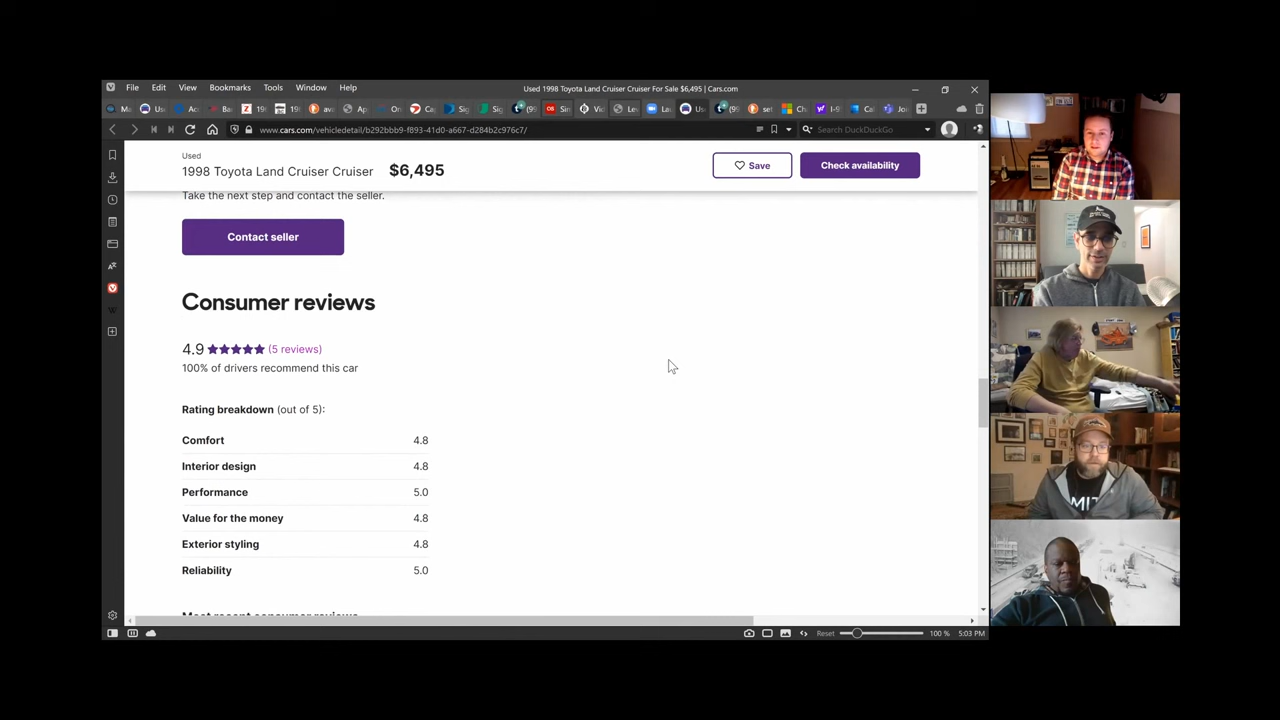 File Edit View Bookmarks Tools Window Help
Used 1998 Toyota Land Cruiser Cruiser For Sale $6,495 | Cars.com
www.cars.com/vehicledetail/b292bbb9-f893-41d0-a667-d284b2c976c7/
Search DuckDuckGo
Used
1998 Toyota Land Cruiser Cruiser $6,495
Save
Check availability
Take the next step and contact the seller.
Contact seller
Consumer reviews
4.9 (5 reviews)
100% of drivers recommend this car
Rating breakdown (out of 5):
Comfort 4.8
Interior design 4.8
Performance 5.0
Value for the money 4.8
Exterior styling 4.8
Reliability 5.0
Most recent consumer reviews
Reset 100 % 5:03 PM